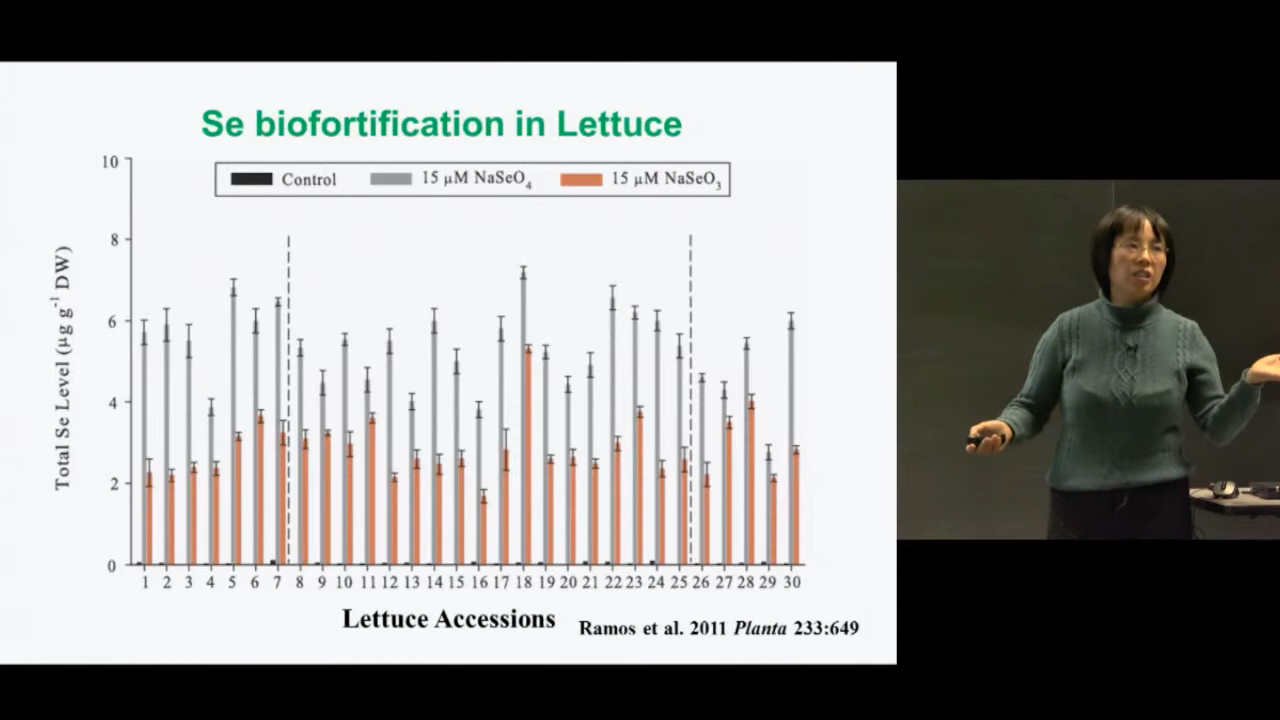 Se biofortification in Lettuce
Control 15 µM NaSeO4 15 µM NaSeO3
Total Se Level (µg g-1 DW)
10
8
6
4
2
0
1 2 3 4 5 6 7 8 9 10 11 12 13 14 15 16 17 18 19 20 21 22 23 24 25 26 27 28 29 30
Lettuce Accessions
Ramos et al. 2011 Planta 233:649